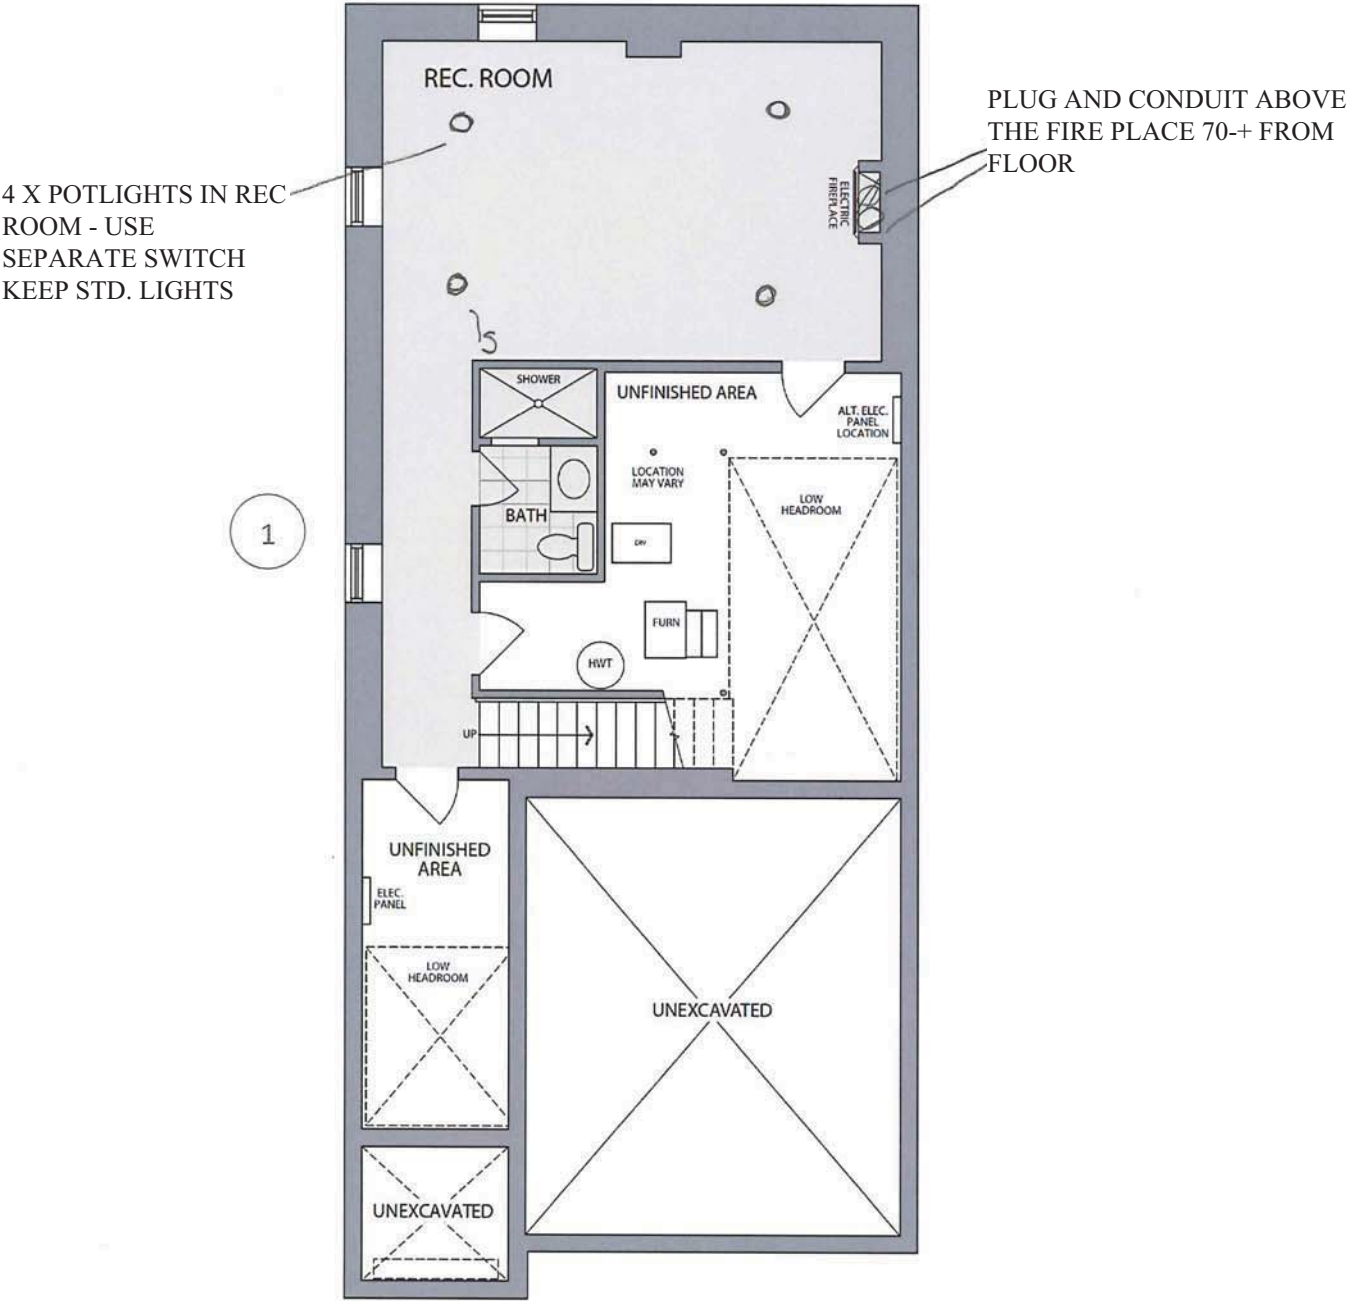 REC. ROOM
PLUG AND CONDUIT ABOVE
THE FIRE PLACE 70-+ FROM
FLOOR
4 X POTLIGHTS IN REC
ROOM - USE
SEPARATE SWITCH
KEEP STD. LIGHTS
ELECTRIC
FIREPLACE
S
SHOWER
UNFINISHED AREA
ALT. ELEC.
PANEL
LOCATION
LOCATION
MAY VARY
LOW
HEADROOM
BATH
1
FURN
HWT
UP
UNFINISHED
AREA
ELEC.
PANEL
LOW
HEADROOM
UNEXCAVATED
UNEXCAVATED